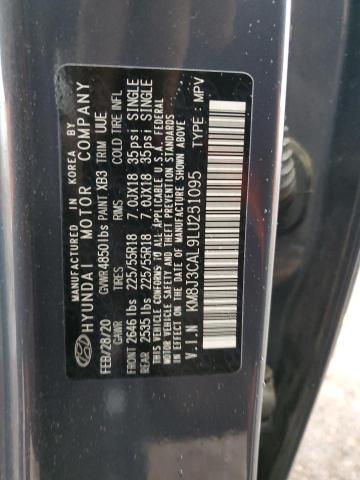 MANUFACTURED IN KOREA BY
HYUNDAI MOTOR COMPANY
FEB/28/20 GVWR 4850lbs PAINT XB3 TRIM UUE
GAWR TIRES RIMS COLD TIRE INFL
FRONT 2646 lbs 225/55R18 7.0JX18 35psi SINGLE
REAR 2535 lbs 225/55R18 7.0JX18 35psi SINGLE
THIS VEHICLE CONFORMS TO ALL APPLICABLE U.S.A. FEDERAL
MOTOR VEHICLE SAFETY AND THEFT PREVENTION STANDARDS
IN EFFECT ON THE DATE OF MANUFACTURE SHOWN ABOVE
V.I.N KM8J3CAL9LU251095 TYPE: MPV